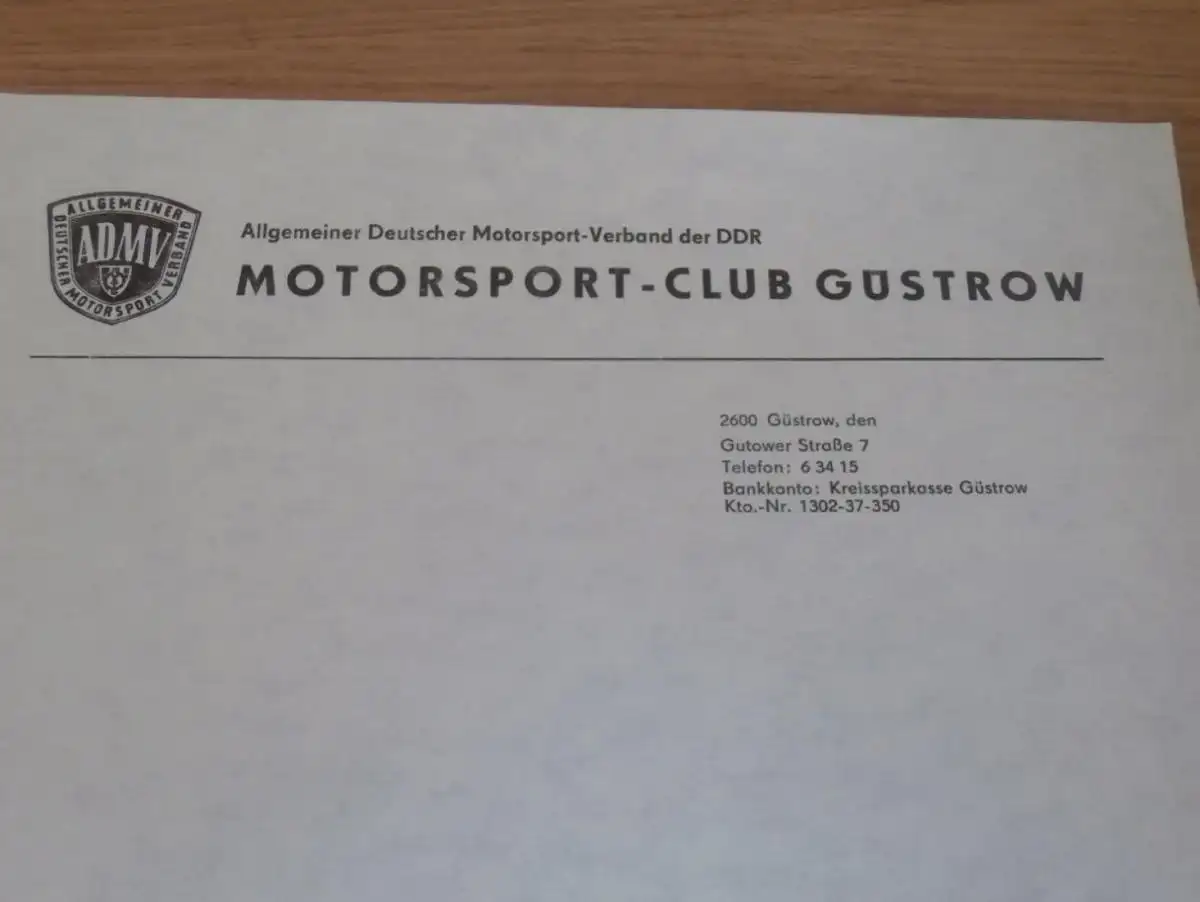 ALLGEMEINER
DEUTSCHER
ADMV
VERBAND
MOTORSPORT
Allgemeiner Deutscher Motorsport-Verband der DDR
MOTORSPORT-CLUB GÜSTROW
2600 Güstrow, den
Gutower Straße 7
Telefon: 6 34 15
Bankkonto: Kreissparkasse Güstrow
Kto.-Nr. 1302-37-350